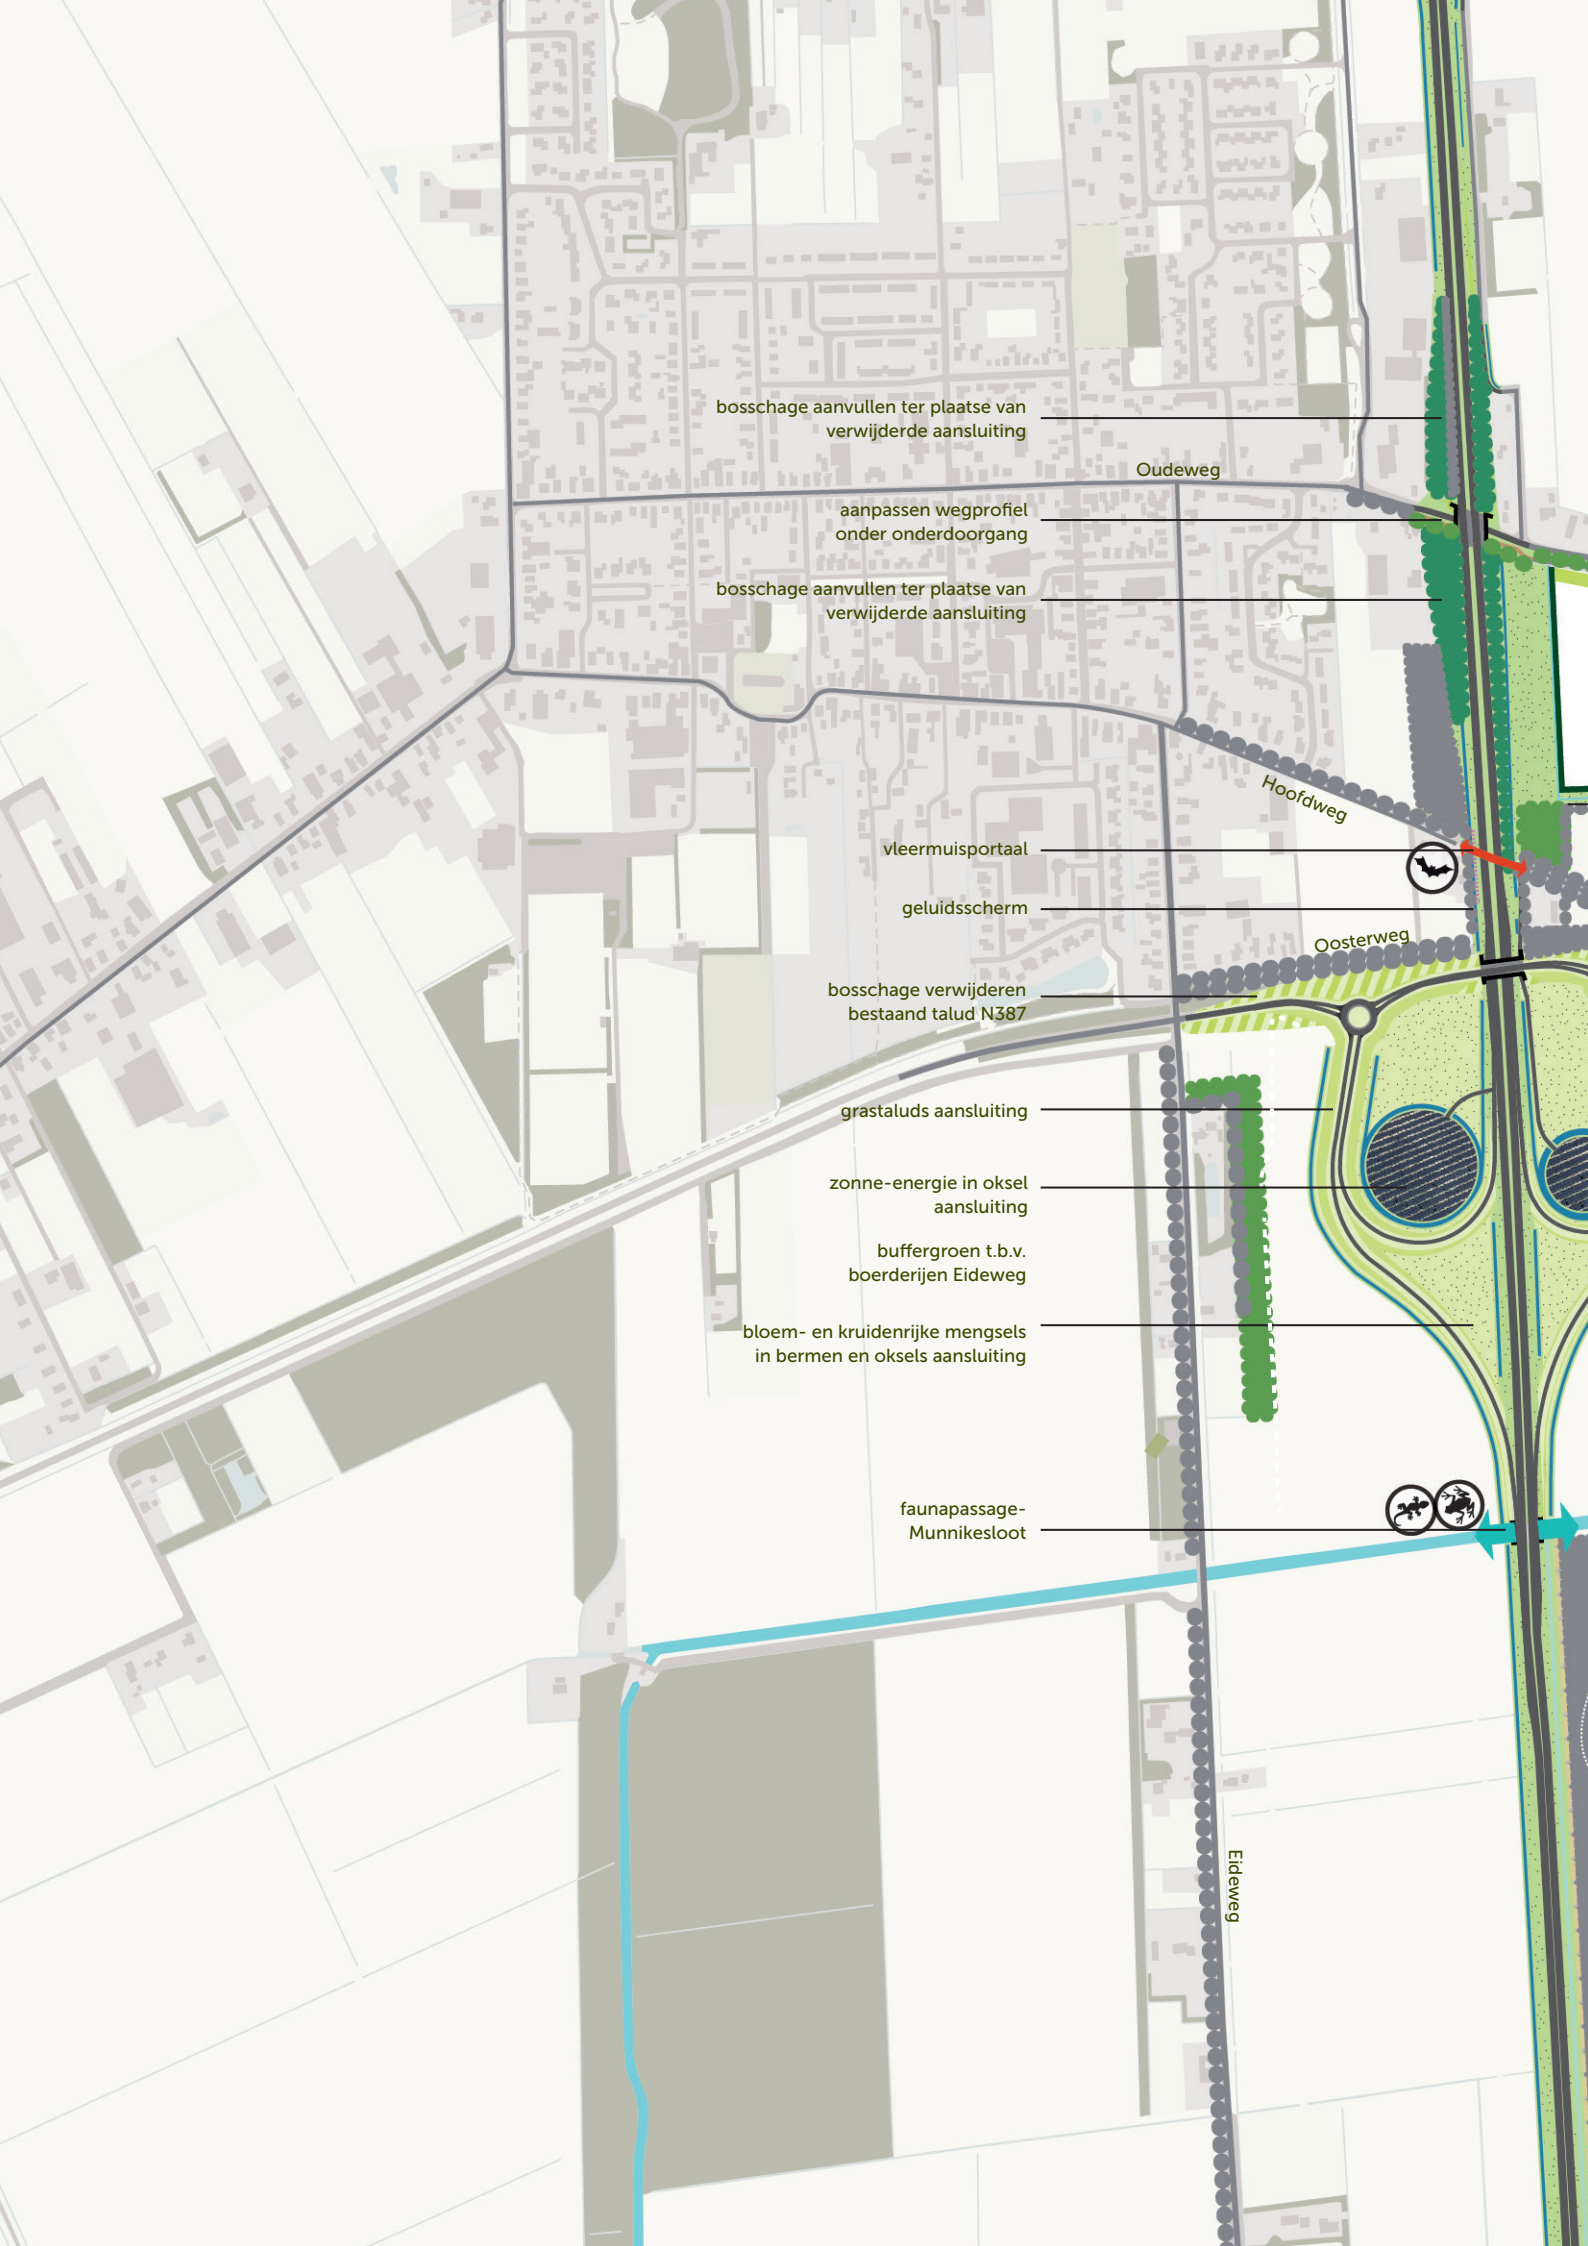 bosschage aanvullen ter plaatse van
verwijderde aansluiting
Oudeweg
aanpassen wegprofiel
onder onderdoorgang
bosschage aanvullen ter plaatse van
verwijderde aansluiting
Hoofdweg
vleermuisportaal
geluidsscherm
Oosterweg
bosschage verwijderen
bestaand talud N387
grastaluds aansluiting
zonne-energie in oksel
aansluiting
buffergroen t.b.v.
boerderijen Eideweg
bloem- en kruidenrijke mengsels
in bermen en oksels aansluiting
faunapassage-
Munnikesloot
Eideweg